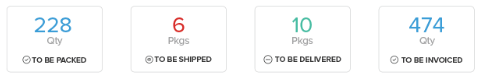 228
Qty
TO BE PACKED
6
Pkgs
TO BE SHIPPED
10
Pkgs
TO BE DELIVERED
474
Qty
TO BE INVOICED